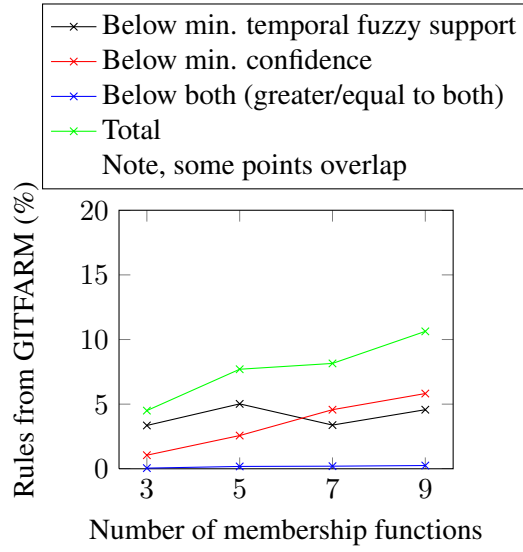 Below min. temporal fuzzy support
Below min. confidence
Below both (greater/equal to both)
Total
Note, some points overlap
Rules from GITFARM (%)
20
15
10
5
0
3 5 7 9
Number of membership functions